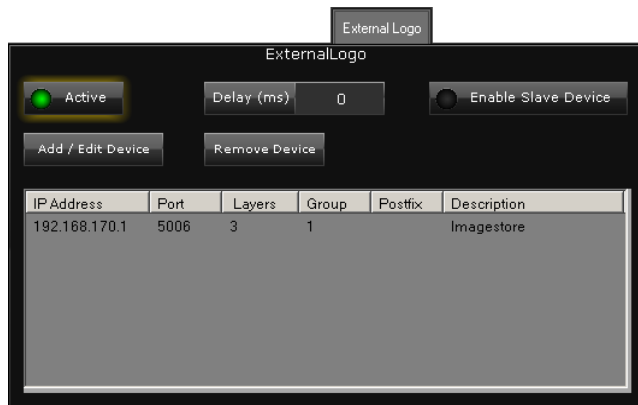 External Logo
ExternalLogo
Active Delay (ms) 0 Enable Slave Device
Add / Edit Device Remove Device
IP Address Port Layers Group Postfix Description
192.168.170.1 5006 3 1 Imagestore